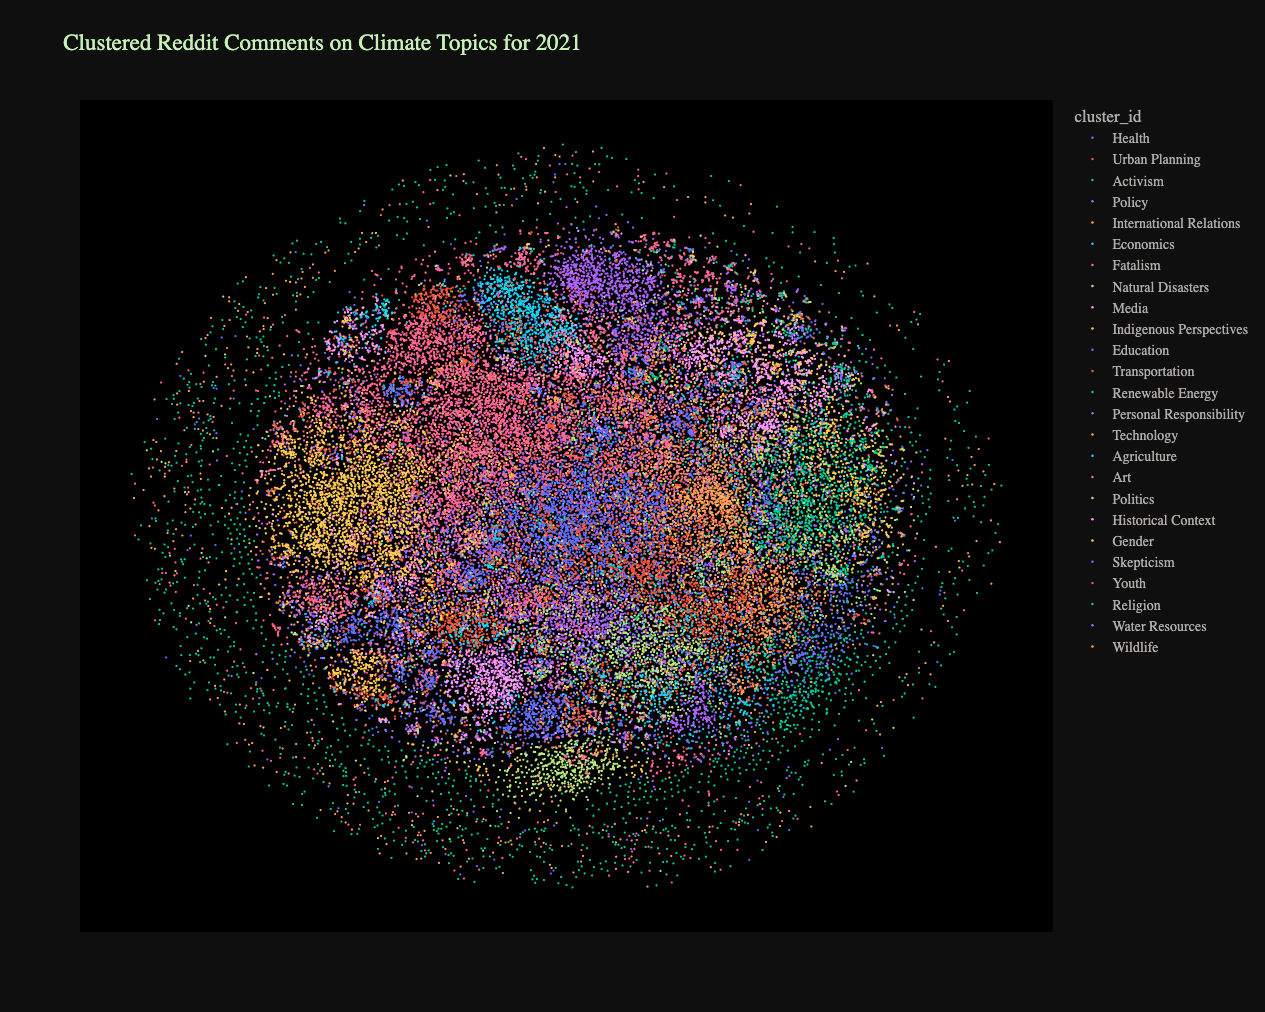 Clustered Reddit Comments on Climate Topics for 2021
cluster_id
Health
Urban Planning
Activism
Policy
International Relations
Economics
Fatalism
Natural Disasters
Media
Indigenous Perspectives
Education
Transportation
Renewable Energy
Personal Responsibility
Technology
Agriculture
Art
Politics
Historical Context
Gender
Skepticism
Youth
Religion
Water Resources
Wildlife